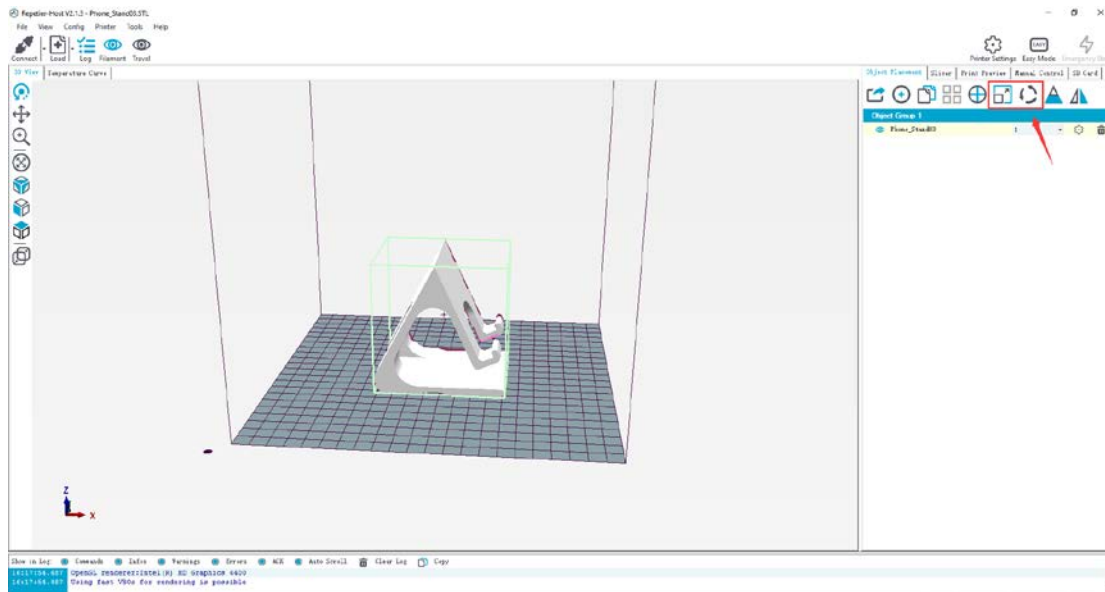 Repetier-Host V2.1.3 - Phone_Stand03.STL
File View Config Printer Tools Help
Connect Load Log Filament Travel
Printer Settings Easy Mode Emergency
EASY
3D View Temperature Curve
Object Placement Slicer Print Preview Manual Control SD Card
Object Group 1
Phone_Stand03 1
Z
X
Show in Log: Commands Infos Warnings Errors ACK Auto Scroll Clear Log Copy
OpenGL renderer:Intel(R) HD Graphics 4400
Using fast VBOs for rendering is possible